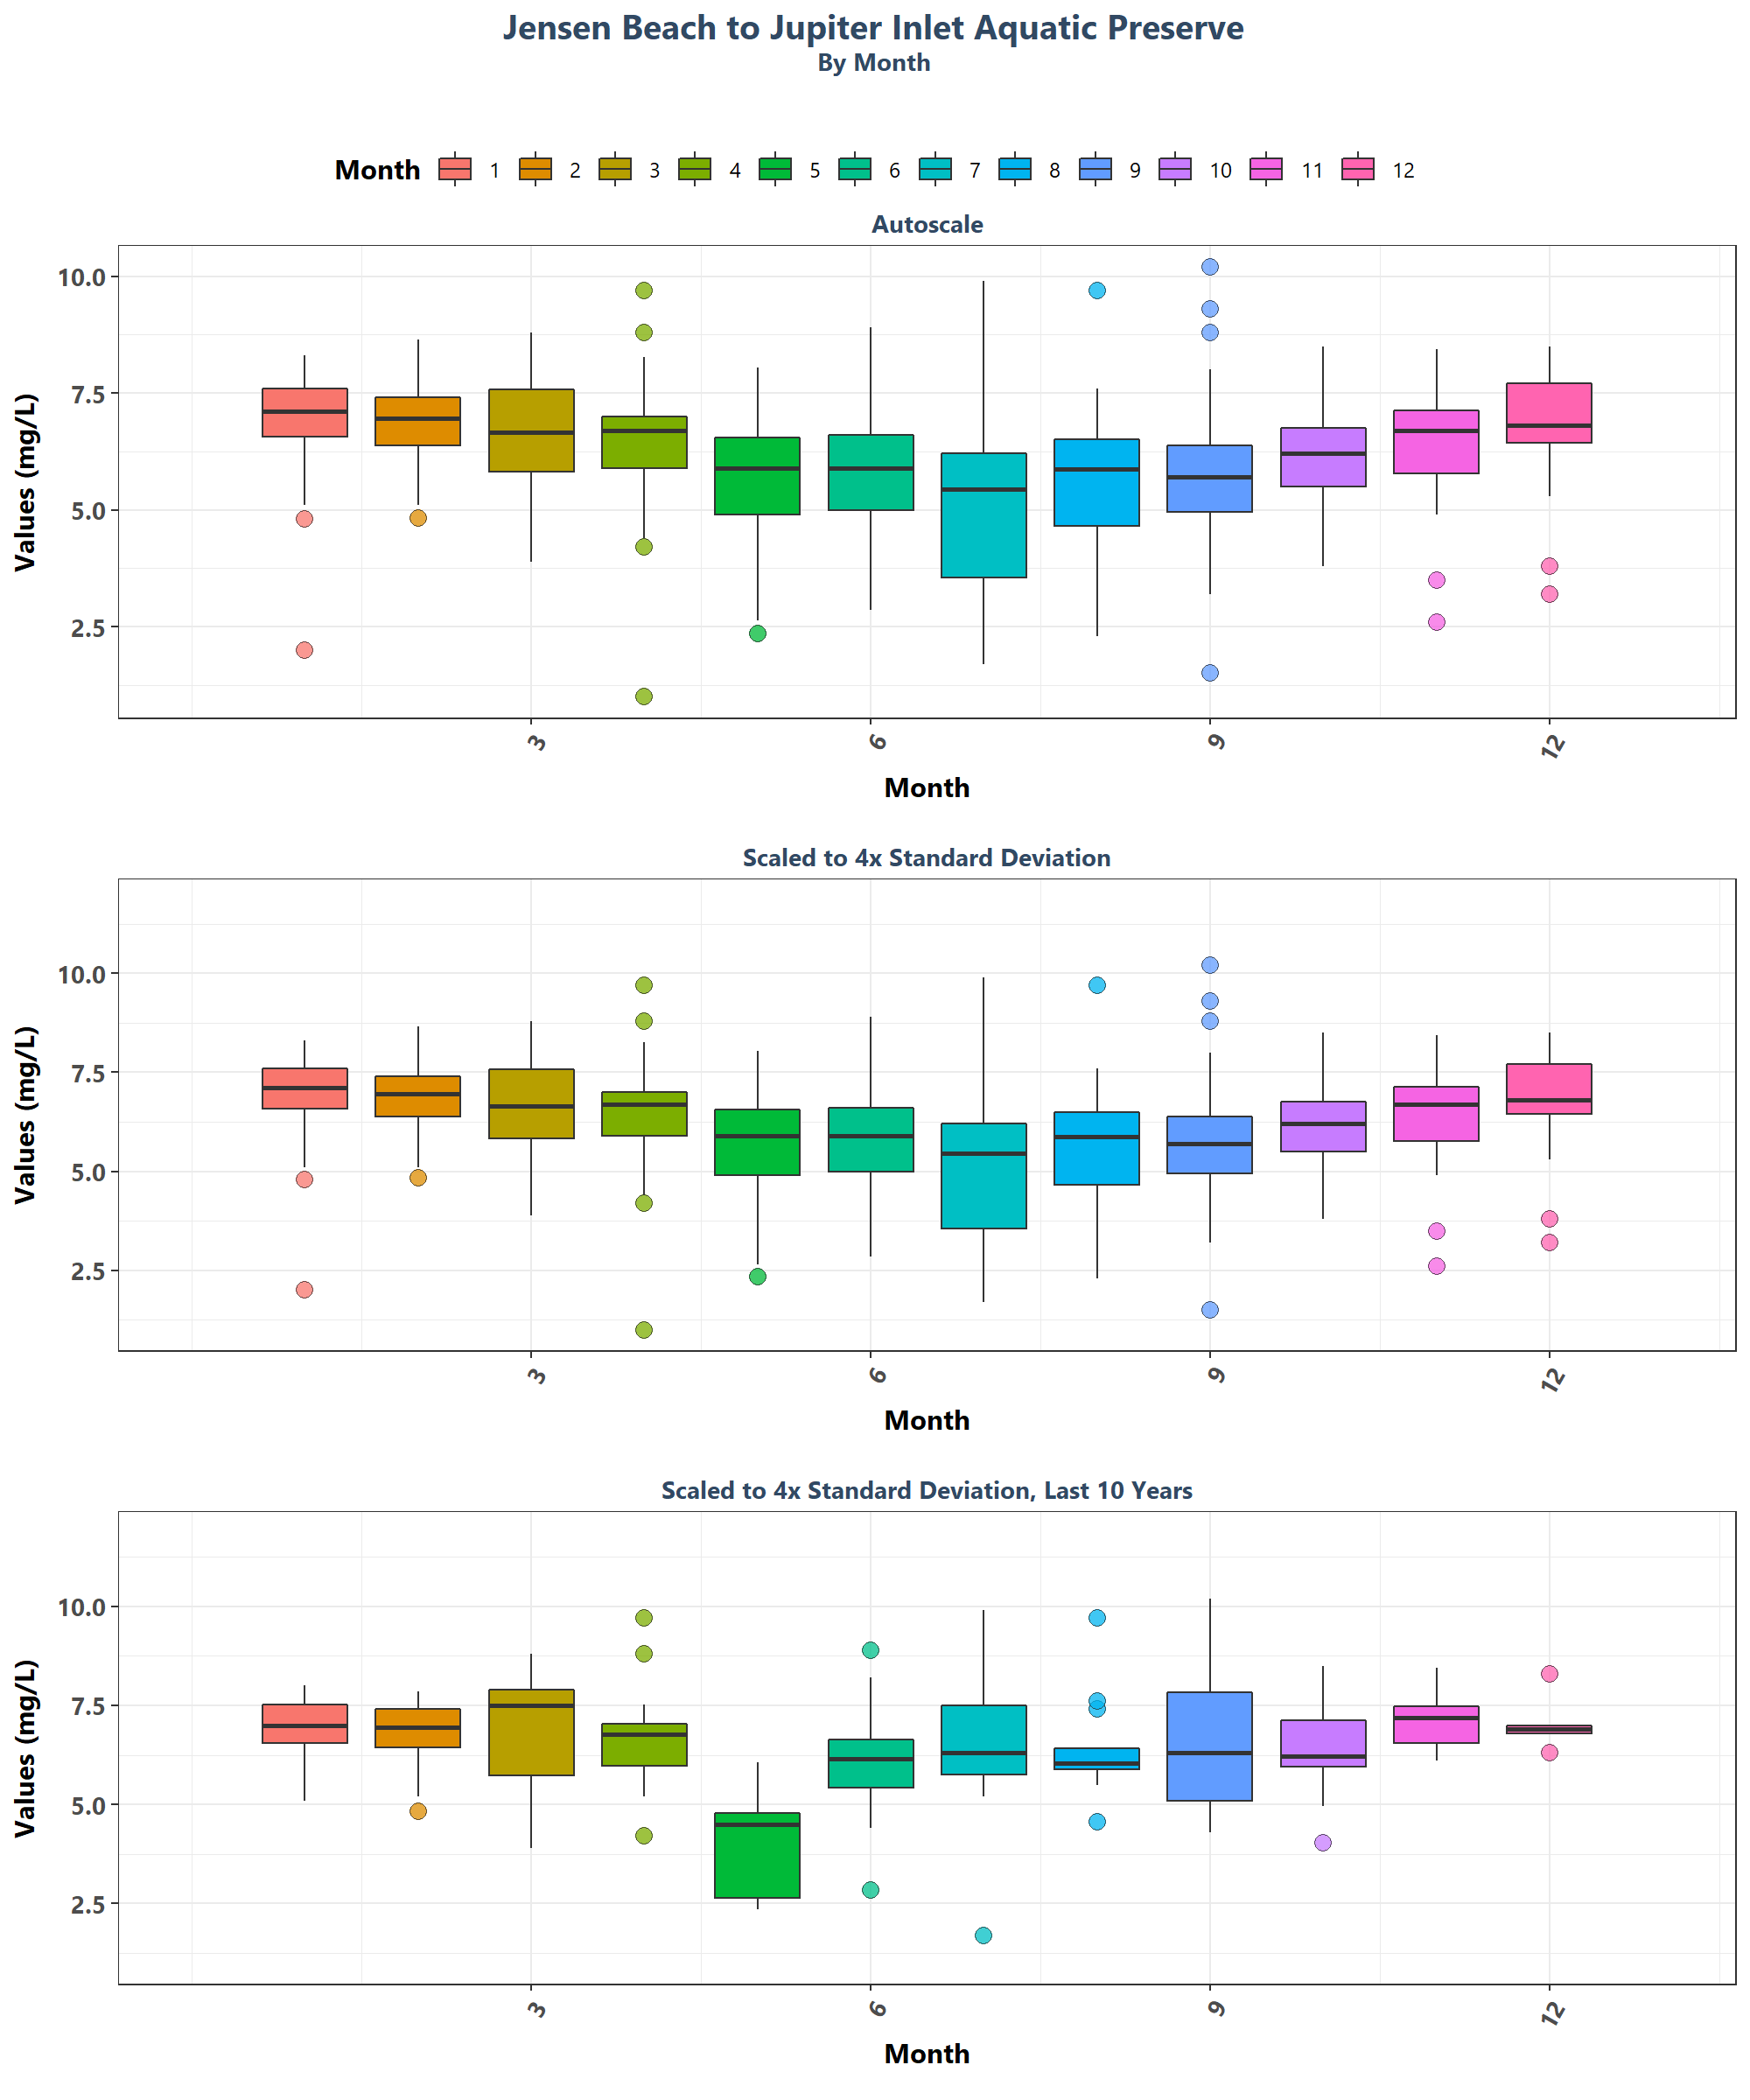 Jensen Beach to Jupiter Inlet Aquatic Preserve
By Month
Month 1 2 3 4 5 6 7 8 9 10 11 12
Autoscale
Values (mg/L)
10.0
7.5
5.0
2.5
3 6 9 12
Month
Scaled to 4x Standard Deviation
Values (mg/L)
10.0
7.5
5.0
2.5
3 6 9 12
Month
Scaled to 4x Standard Deviation, Last 10 Years
Values (mg/L)
10.0
7.5
5.0
2.5
3 6 9 12
Month